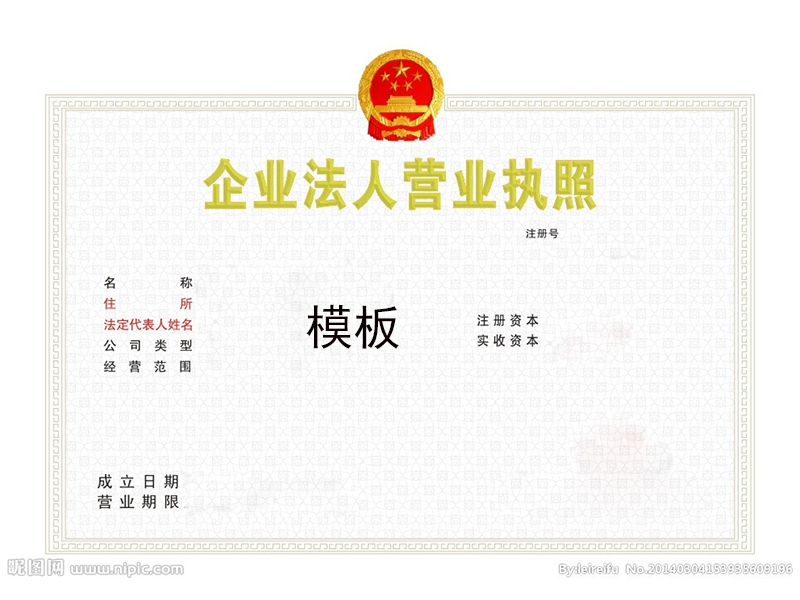 企业法人营业执照
注册号
名称
住所
法定代表人姓名
公司类型
经营范围
模板
注册资本
实收资本
成立日期
营业期限
昵图网 www.nipic.com
By:leireifu No.20140304153935809196